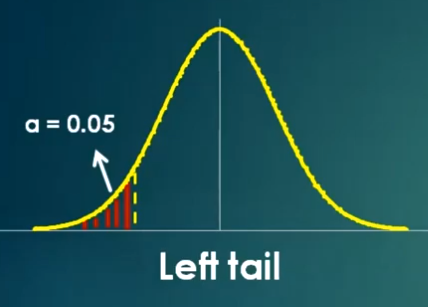 a = 0.05
Left tail